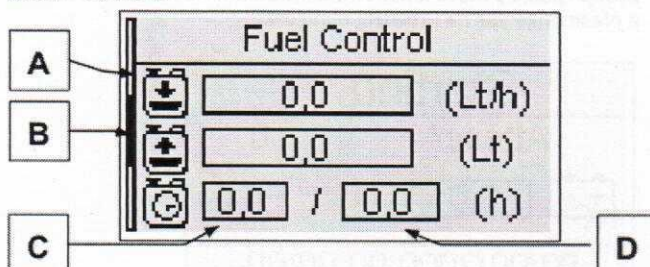 Fuel Control
A
0,0 (Lt/h)
B
0,0 (Lt)
0,0 / 0,0 (h)
C
D